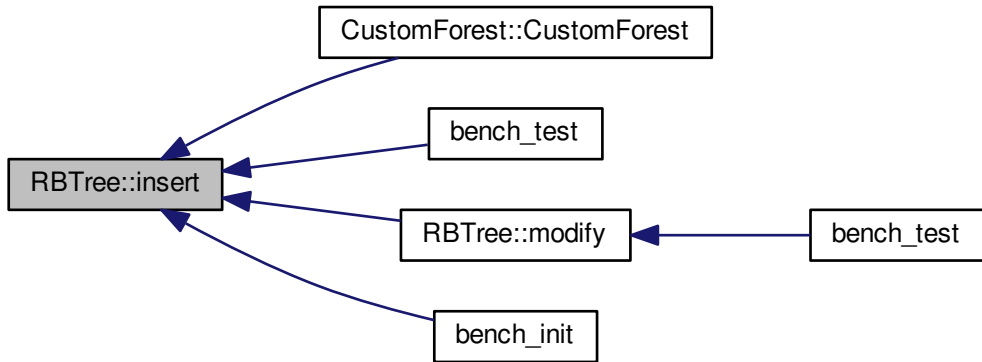 CustomForest::CustomForest
bench_test
RBTree::insert
RBTree::modify
bench_test
bench_init